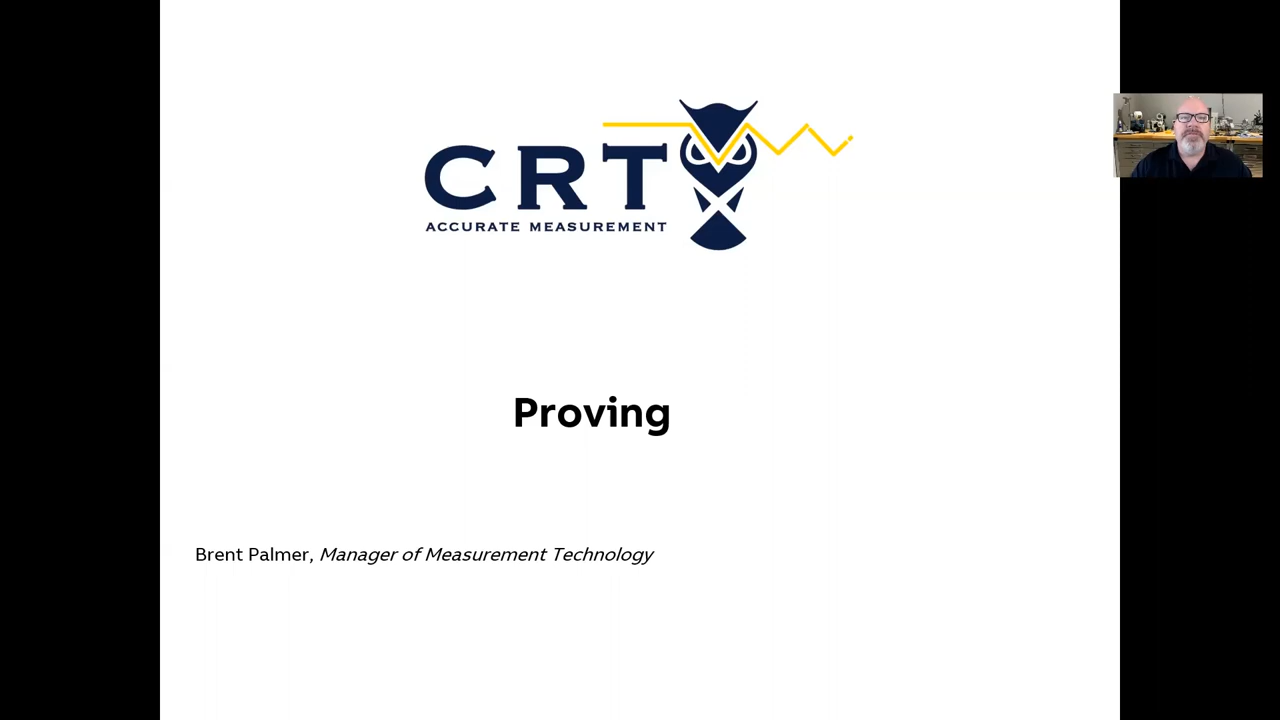 CRT
ACCURATE MEASUREMENT
Proving
Brent Palmer, Manager of Measurement Technology